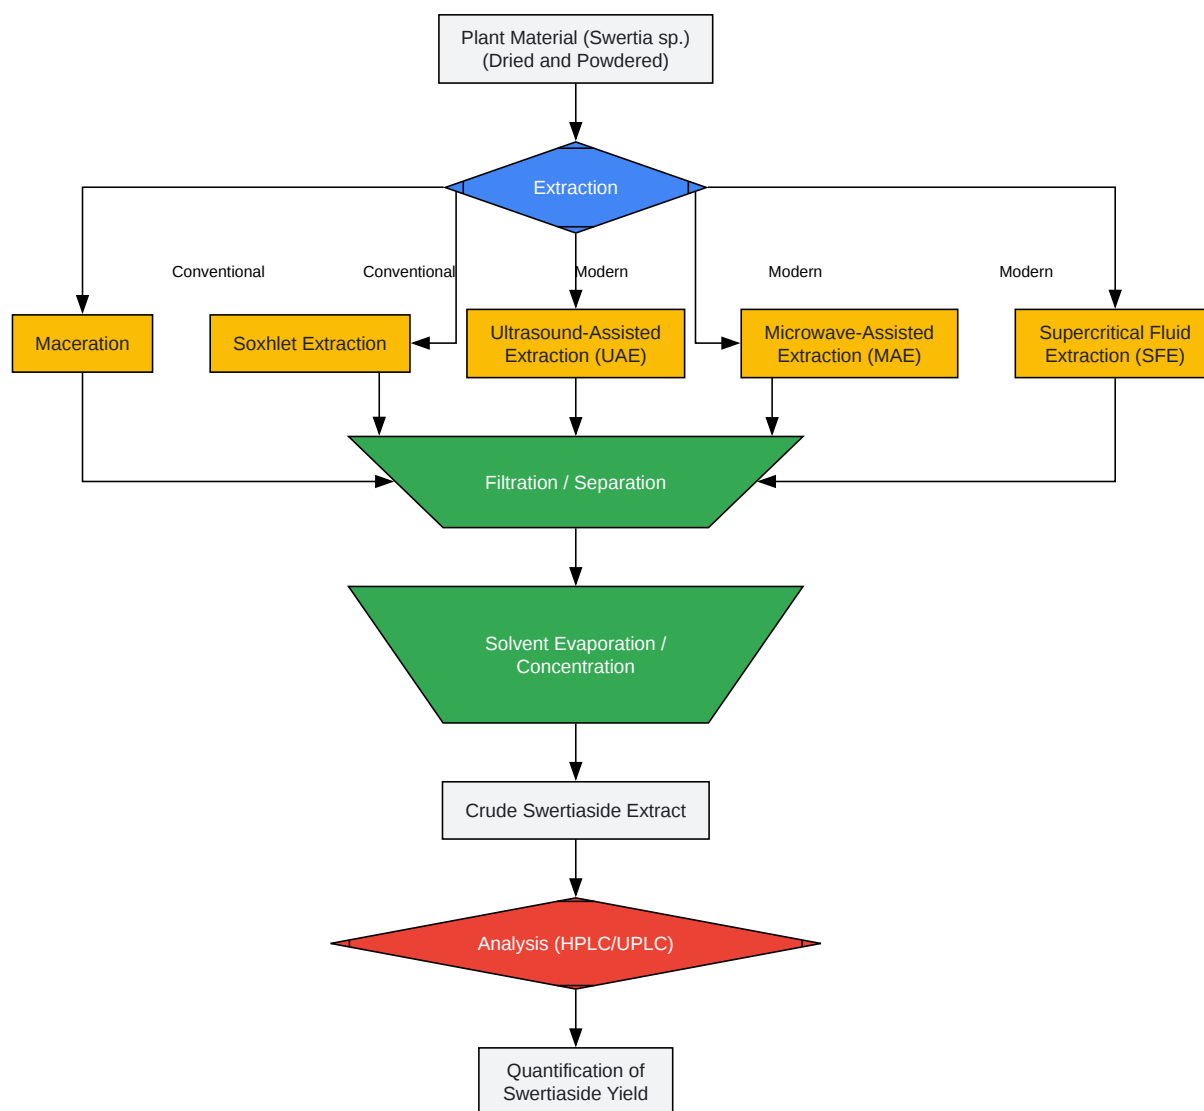 Plant Material (Swertia sp.)
(Dried and Powdered)
Extraction
Conventional
Conventional
Modern
Modern
Modern
Maceration
Soxhlet Extraction
Ultrasound-Assisted
Extraction (UAE)
Microwave-Assisted
Extraction (MAE)
Supercritical Fluid
Extraction (SFE)
Filtration / Separation
Solvent Evaporation /
Concentration
Crude Swertiaside Extract
Analysis (HPLC/UPLC)
Quantification of
Swertiaside Yield